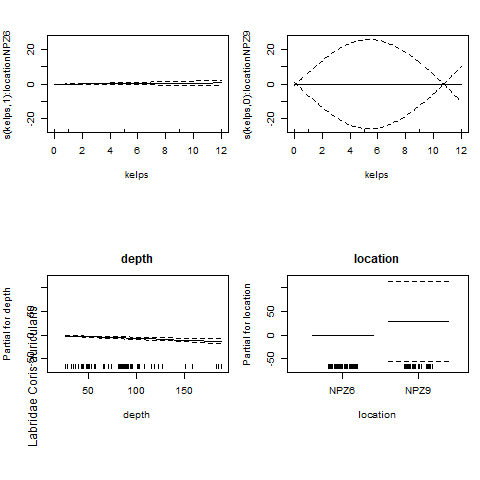 s(kelps,1):locationNPZ6
20
0
-20
0 2 4 6 8 10 12
kelps
s(kelps,0):locationNPZ9
20
0
-20
0 2 4 6 8 10 12
kelps
depth
Partial for depth
50
0
50 100 150
depth
location
Partial for location
50
0
-50
NPZ6 NPZ9
location
Labridae Coris auricularis